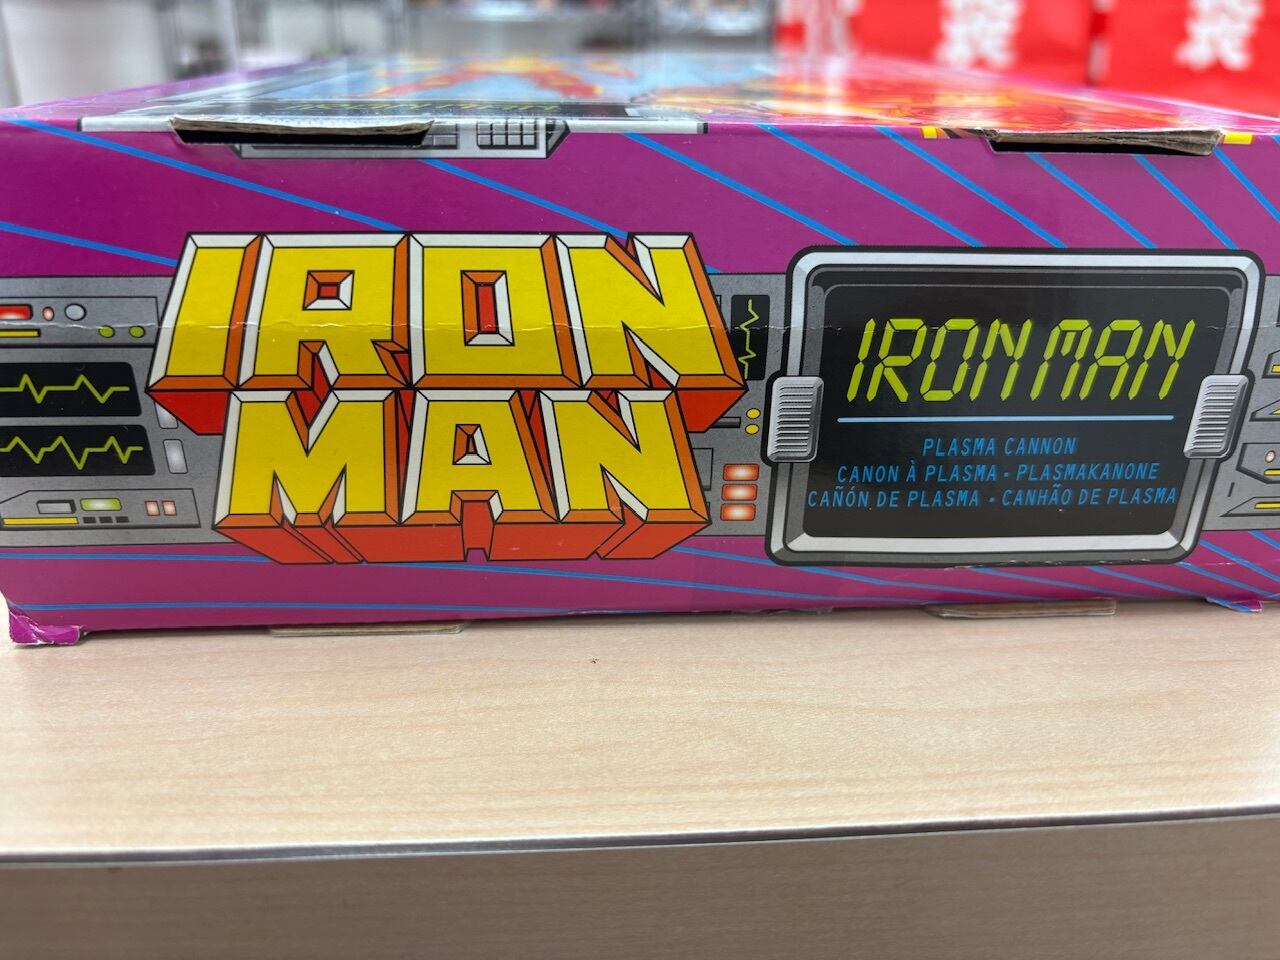 IRON
MAN
IRON MAN
PLASMA CANNON
CANON À PLASMA - PLASMAKANONE
CAÑÓN DE PLASMA - CANHÃO DE PLASMA